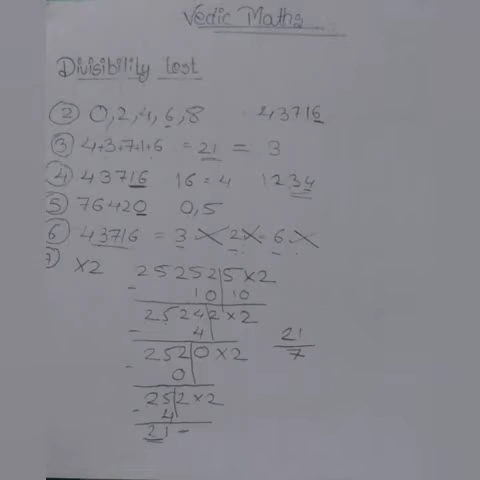 Vedic Maths
Divisibility test
② 0, 2, 4, 6, 8 43716
③ 4+3+7+1+6 = 21 = 3
④ 43716 16 = 4 1234
⑤ 76420 0,5
⑥ 43716 = 3 × 2 × = 6 ×
⑦ ×2 252525 × 2
- 10 10
25242 × 2
- 4
2520 × 2 21/7
- 0
252 × 2
- 4
21 -